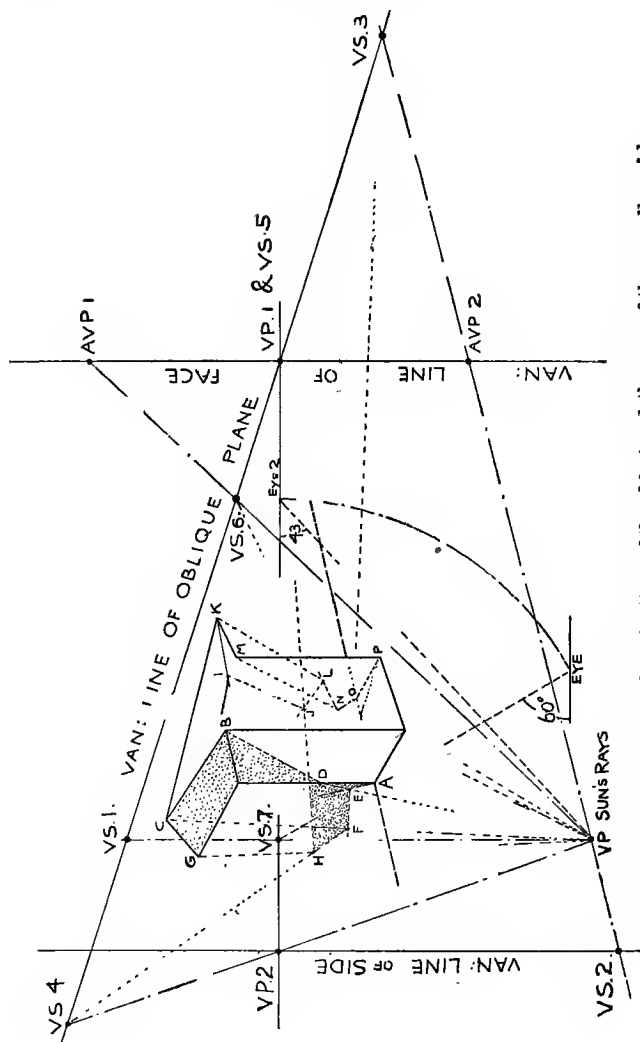 VS.3
AVP 1
VP. 1 & VS.5
VAN: LINE OF FACE
AVP 2
VAN: LINE OF OBLIQUE PLANE
VS.6
EYE 2
43
K
M
I
L
J
N
O
P
B
C
D
E
A
F
G
H
60°
EYE
VS.1.
VS.7.
VP SUN'S RAYS
VS 4
VP.2
VAN: LINE OF SIDE
VS.2